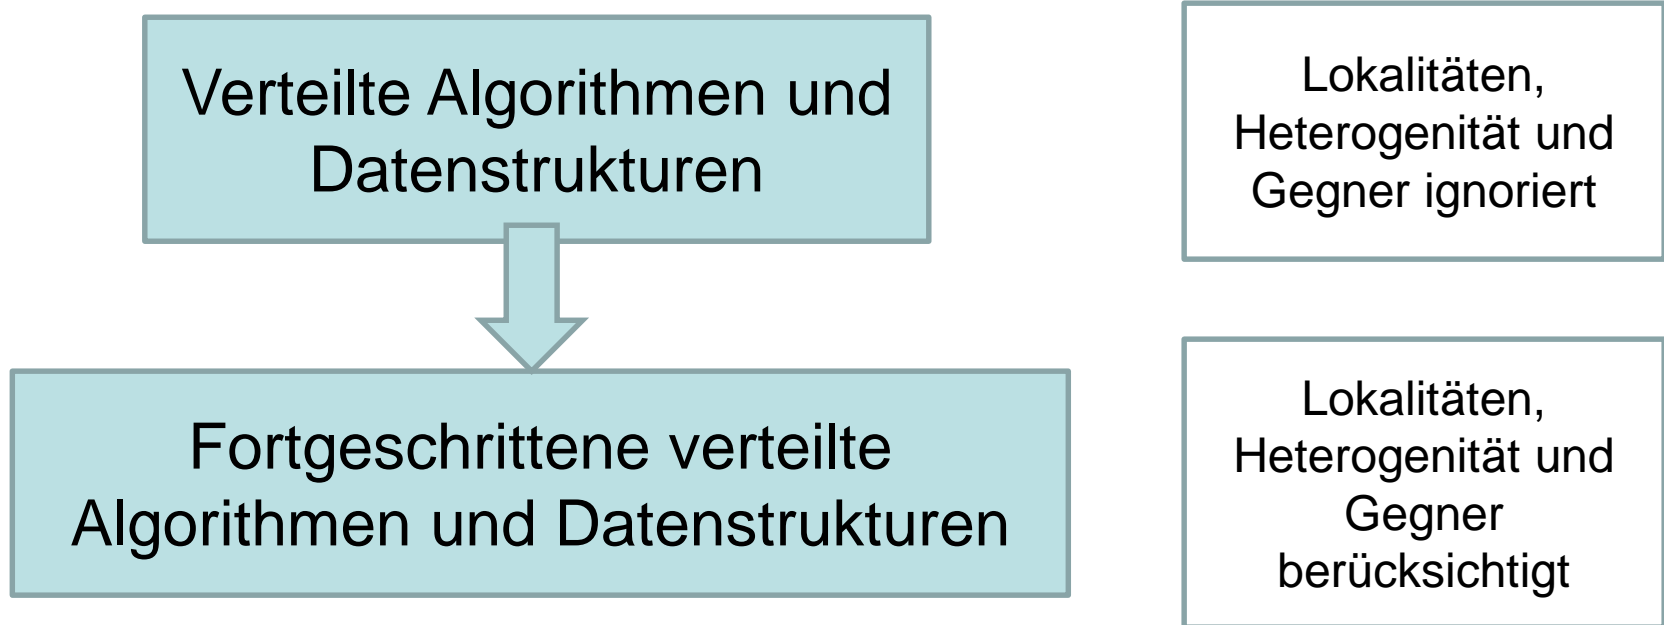 Verteilte Algorithmen und
Datenstrukturen
Lokalitäten,
Heterogenität und
Gegner ignoriert
Fortgeschrittene verteilte
Algorithmen und Datenstrukturen
Lokalitäten,
Heterogenität und
Gegner
berücksichtigt